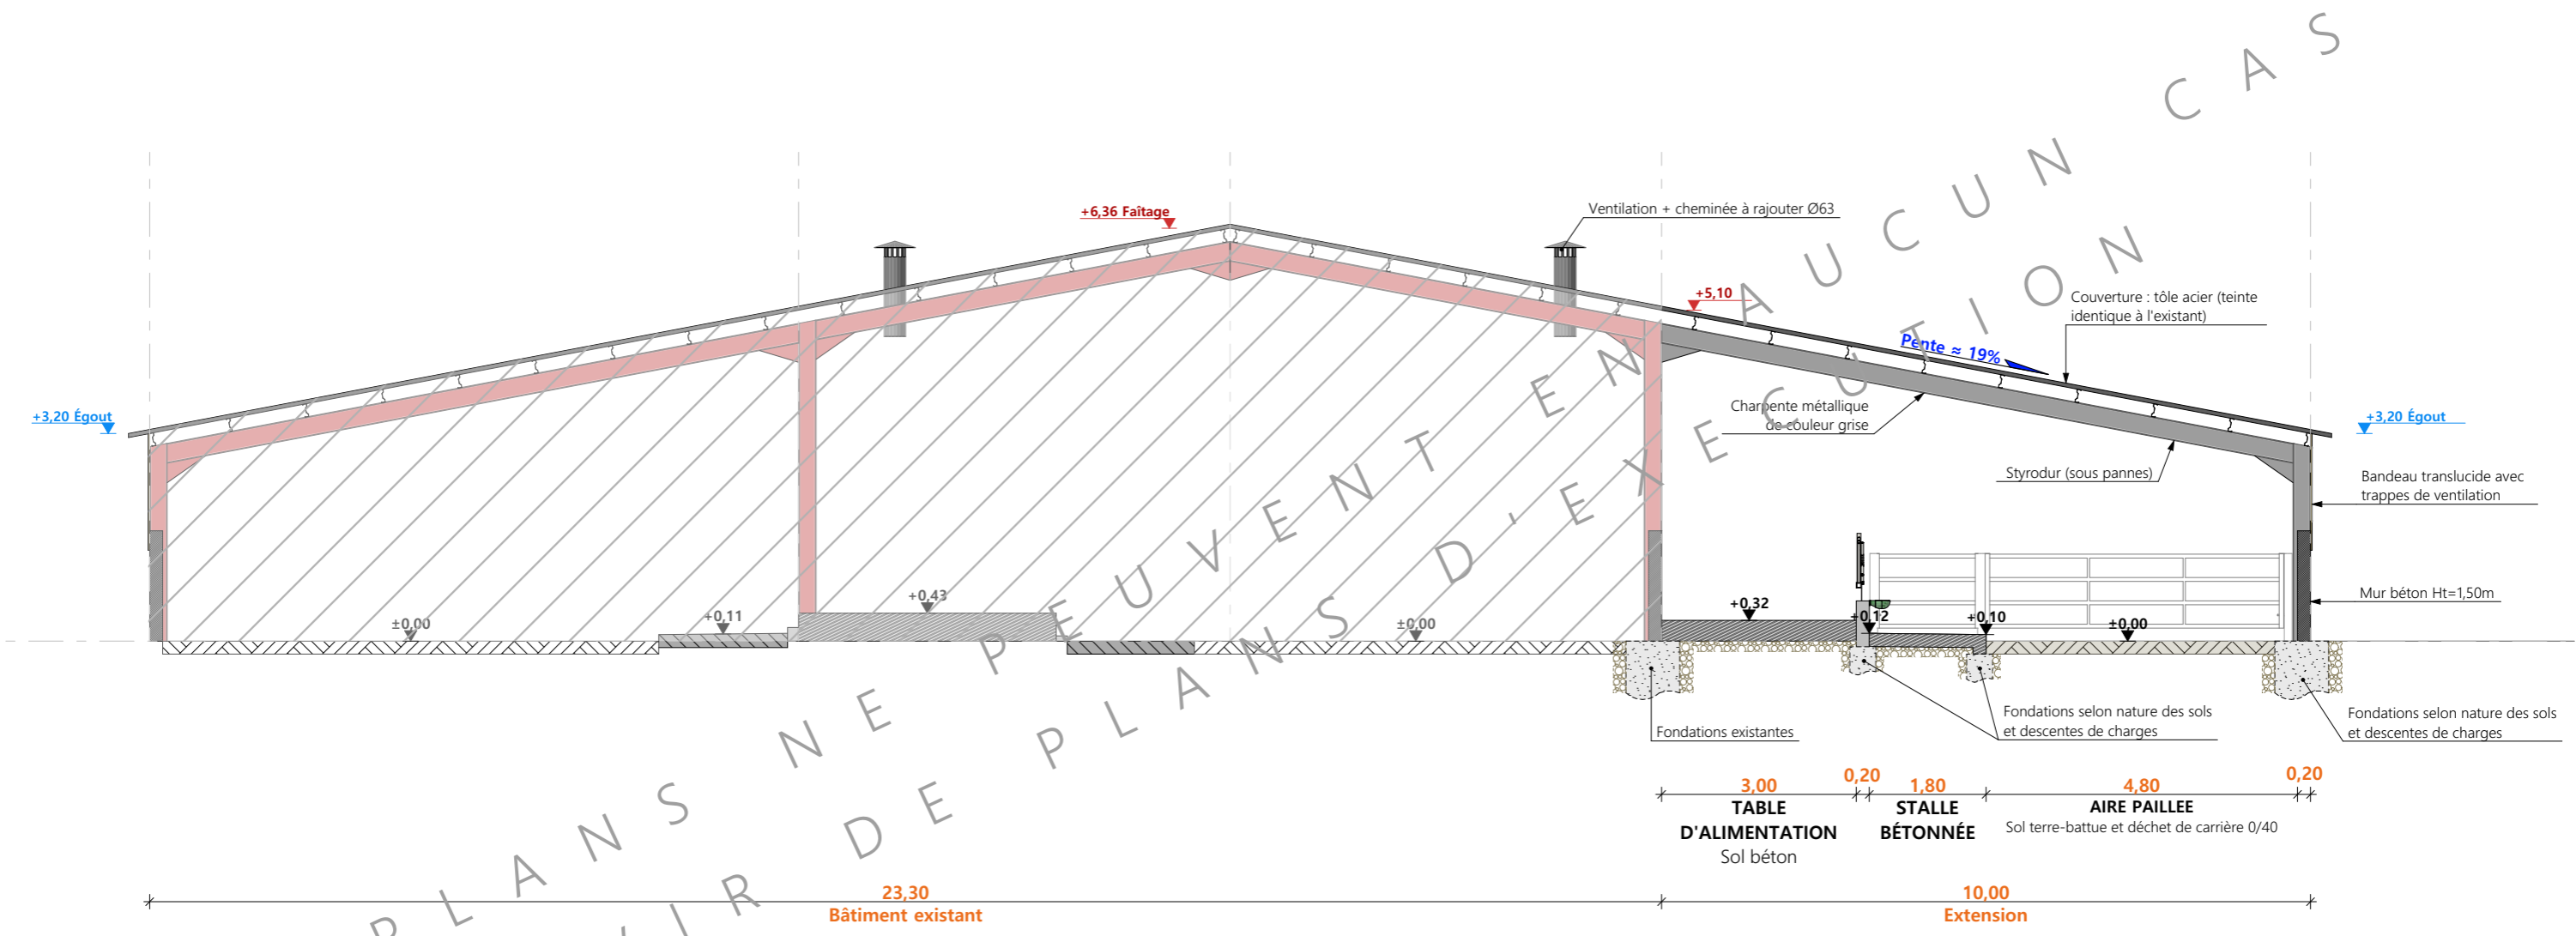 +6,36 Faîtage
Ventilation + cheminée à rajouter Ø63
+5,10
Couverture : tôle acier (teinte
identique à l'existant)
Pente ≈ 19%
+3,20 Égout
Charpente métallique
de couleur grise
+3,20 Égout
Styrodur (sous pannes)
Bandeau translucide avec
trappes de ventilation
Mur béton Ht=1,50m
±0,00
+0,11
+0,43
±0,00
+0,32
+0,12
+0,10
±0,00
Fondations existantes
Fondations selon nature des sols
et descentes de charges
Fondations selon nature des sols
et descentes de charges
3,00
0,20
1,80
4,80
0,20
TABLE
D'ALIMENTATION
Sol béton
STALLE
BÉTONNÉE
AIRE PAILLEE
Sol terre-battue et déchet de carrière 0/40
23,30
Bâtiment existant
10,00
Extension
PLANS NE PEUVENT EN AUCUN CAS
VIR DE PLANS D'EXECUTION